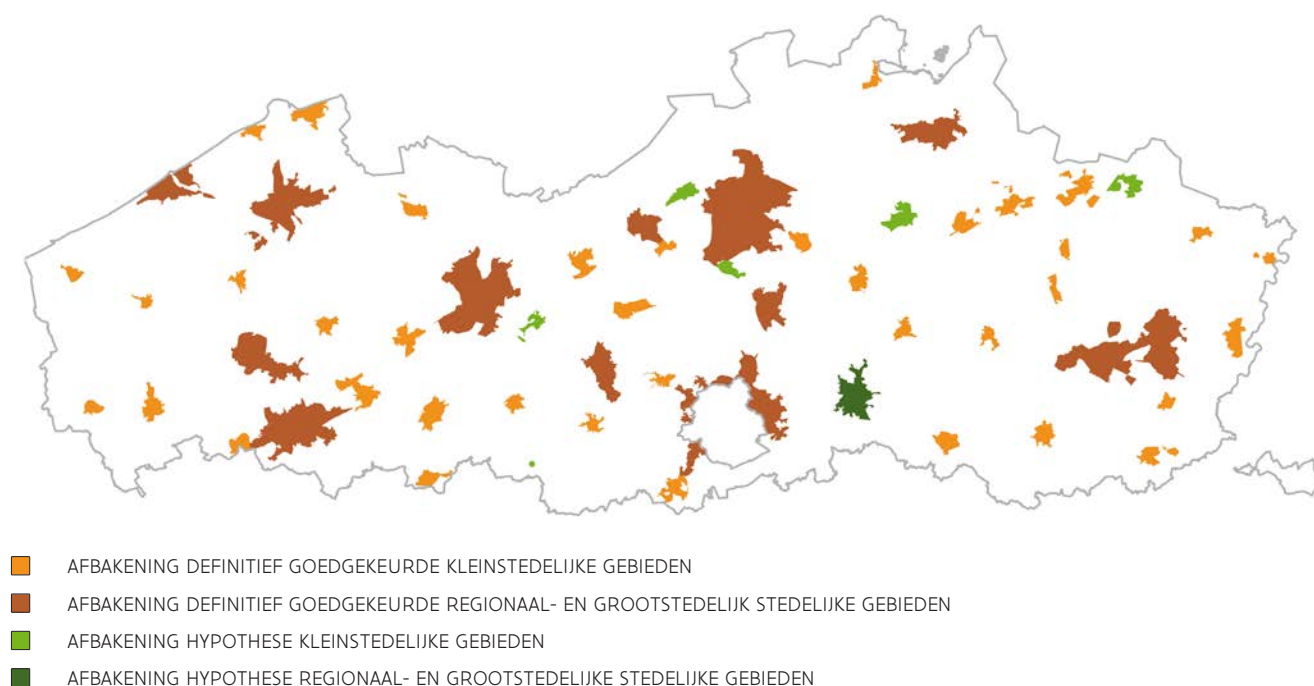 AFBAKENING DEFINITIEF GOEDGEKEURDE KLEINSTEDELIJKE GEBIEDEN
AFBAKENING DEFINITIEF GOEDGEKEURDE REGIONAAL- EN GROOTSTEDELIJK STEDELIJKE GEBIEDEN
AFBAKENING HYPOTHESE KLEINSTEDELIJKE GEBIEDEN
AFBAKENING HYPOTHESE REGIONAAL- EN GROOTSTEDELIJKE STEDELIJKE GEBIEDEN